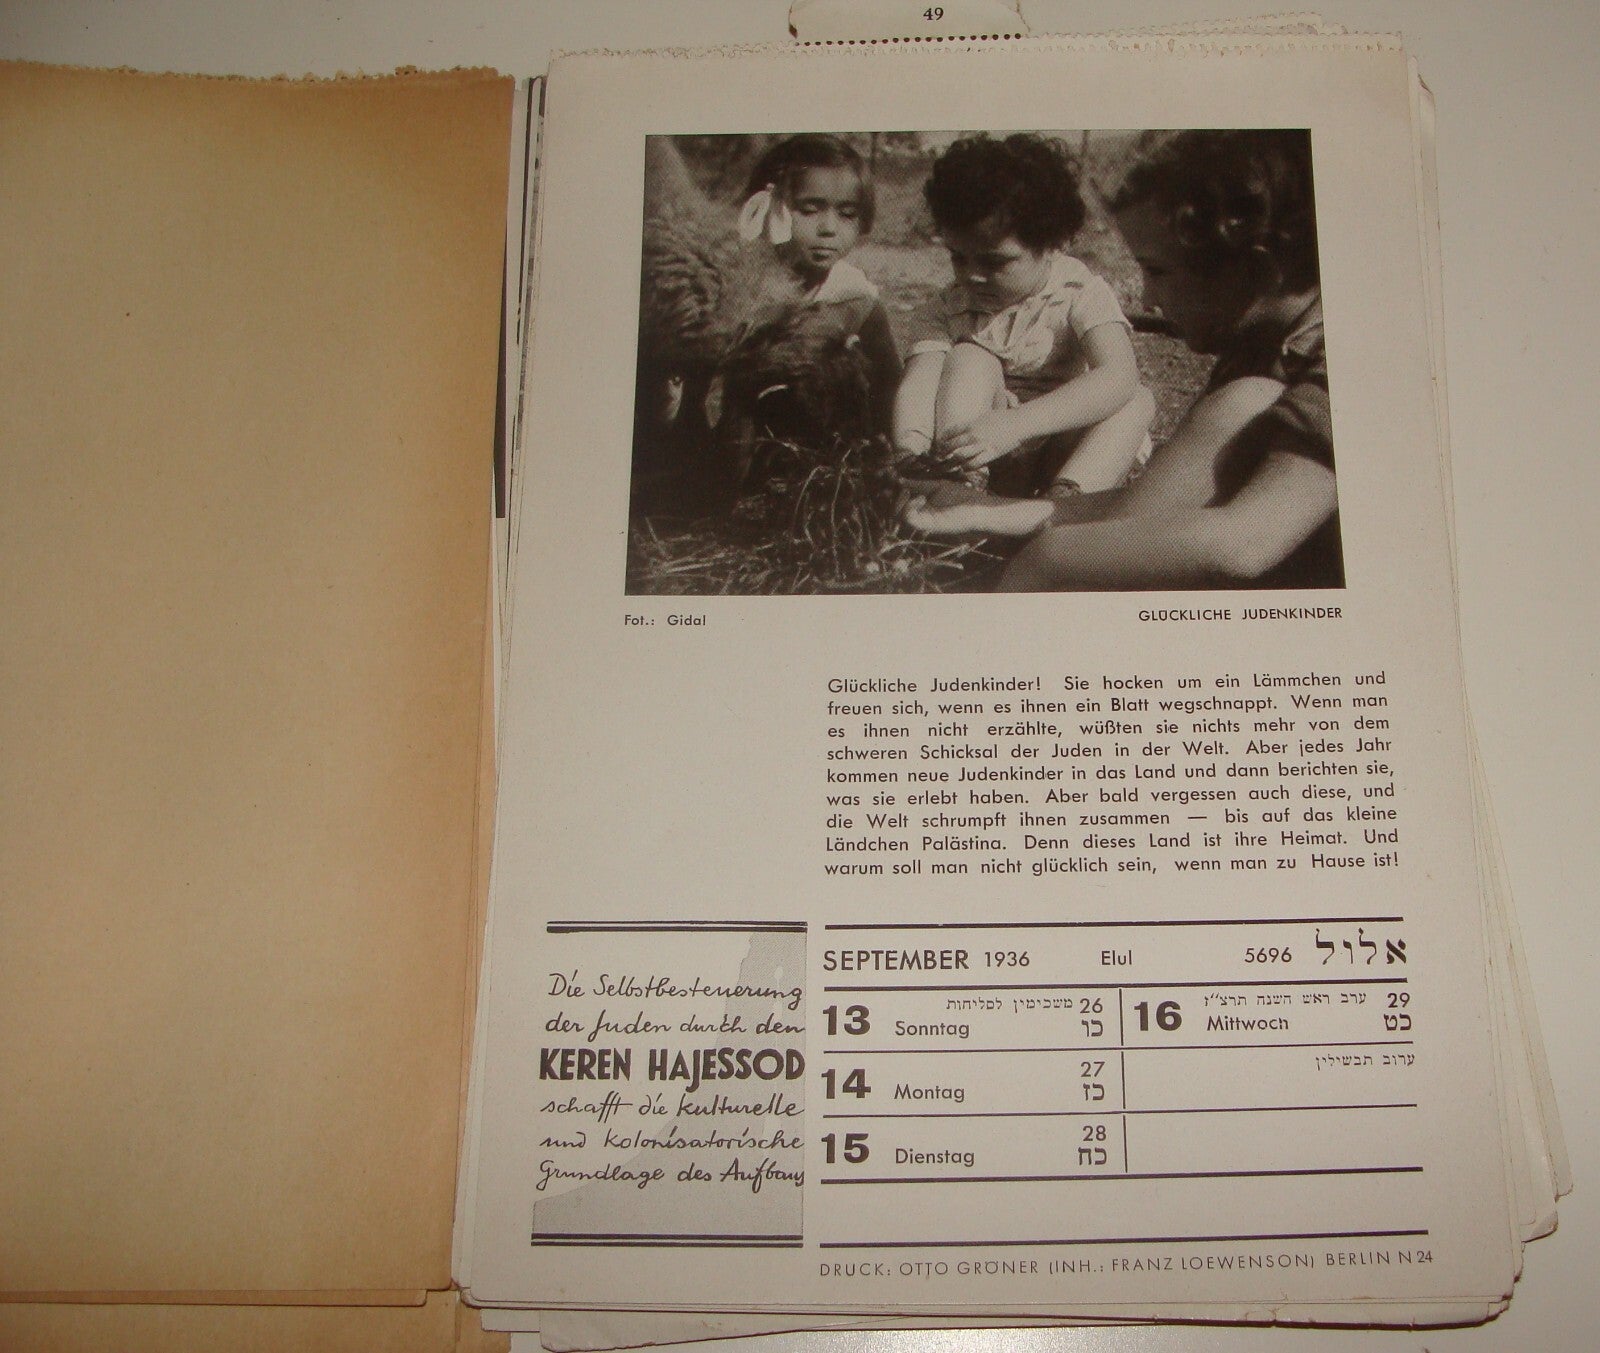 49
Fot.: Gidal
GLÜCKLICHE JUDENKINDER
Glückliche Judenkinder! Sie hocken um ein Lämmchen und
freuen sich, wenn es ihnen ein Blatt wegschnappt. Wenn man
es ihnen nicht erzählte, wüßten sie nichts mehr von dem
schweren Schicksal der Juden in der Welt. Aber jedes Jahr
kommen neue Judenkinder in das Land und dann berichten sie,
was sie erlebt haben. Aber bald vergessen auch diese, und
die Welt schrumpft ihnen zusammen — bis auf das kleine
Ländchen Palästina. Denn dieses Land ist ihre Heimat. Und
warum soll man nicht glücklich sein, wenn man zu Hause ist!
Die Selbstbesteuerung
der Juden durch den
KEREN HAJESSOD
schafft die kulturelle
und kolonisatorische
Grundlage des Aufbaus
SEPTEMBER 1936 Elul 5696 אלול
13 Sonntag משכימין לסליחות 26 כו
14 Montag 27 כז
15 Dienstag 28 כח
16 Mittwoch ערב ראש השנה תרצ"ז 29 כט
ערוב תבשילין
DRUCK: OTTO GRÖNER (INH.: FRANZ LOEWENSON) BERLIN N 24